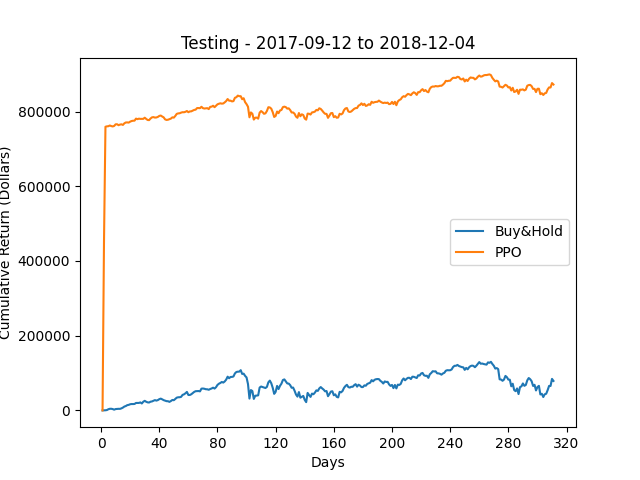 Testing - 2017-09-12 to 2018-12-04
Cumulative Return (Dollars)
800000
600000
400000
200000
0
Buy&Hold
PPO
0 40 80 120 160 200 240 280 320
Days